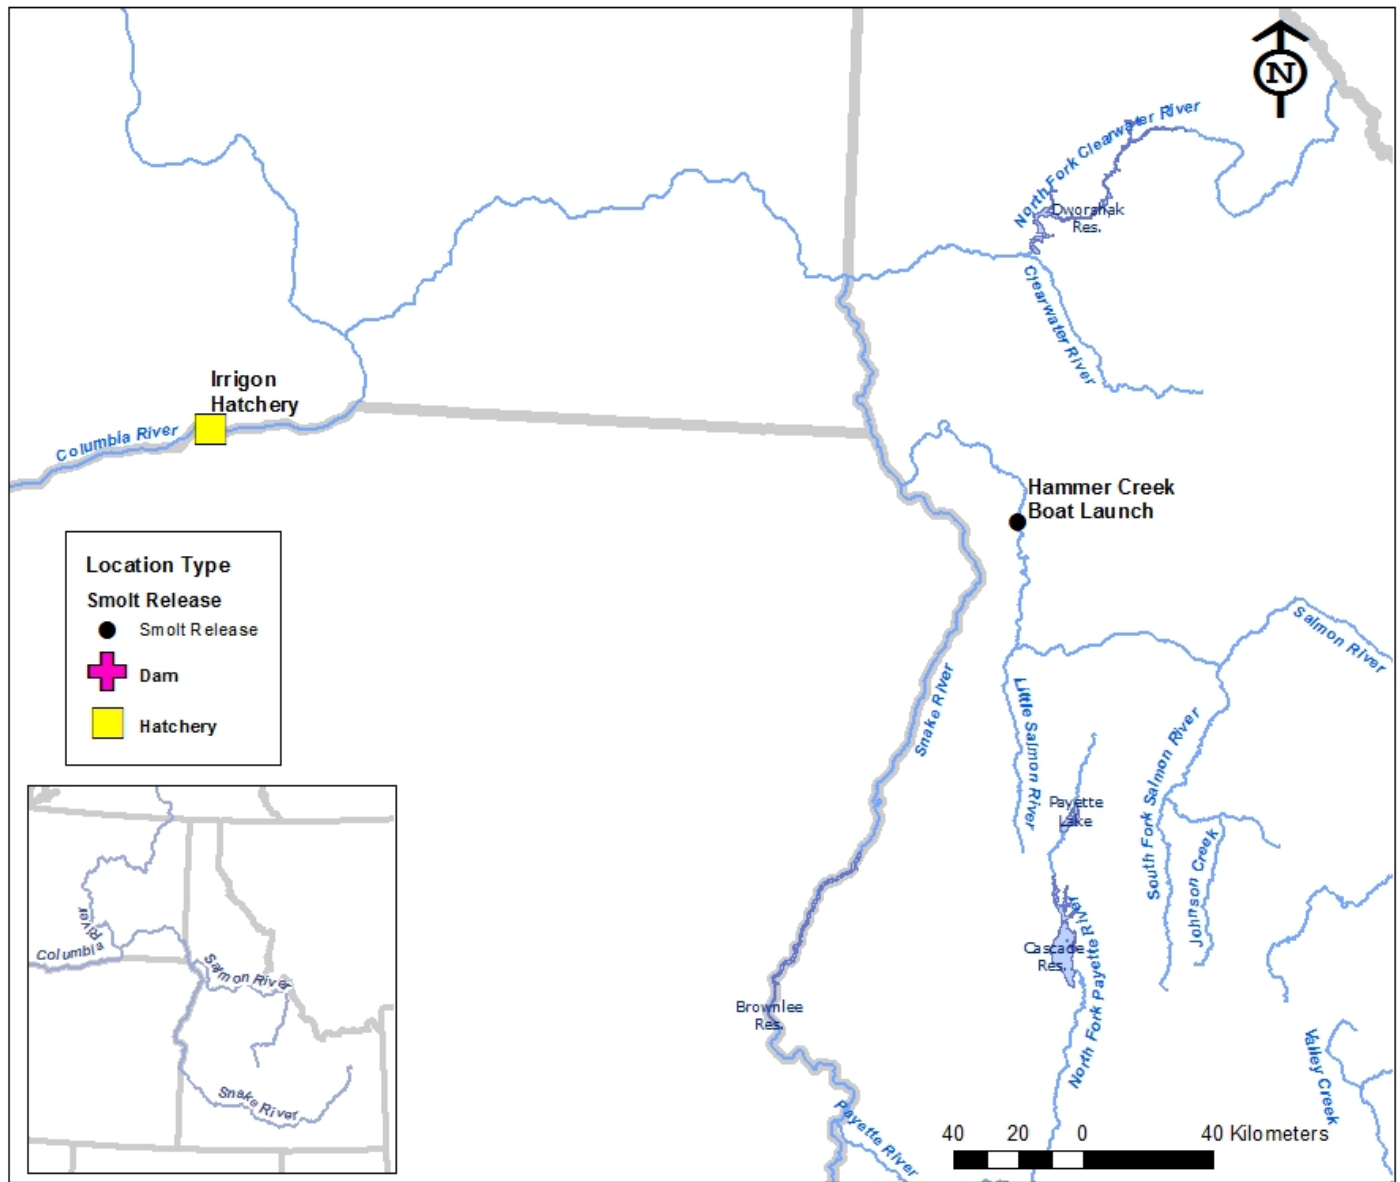 N
North Fork Clearwater River
Dworshak
Res.
Clearwater River
Irrigon
Hatchery
Columbia River
Hammer Creek
Boat Launch
Location Type
Smolt Release
Smolt Release
Dam
Hatchery
Salmon River
Snake River
Little Salmon River
South Fork Salmon River
Payette
Lake
Johnson Creek
Cascade
Res.
North Fork Payette River
Brownlee
Res.
Valley Creek
Payette River
Columbia
River
Salmon River
Snake River
40 20 0 40 Kilometers